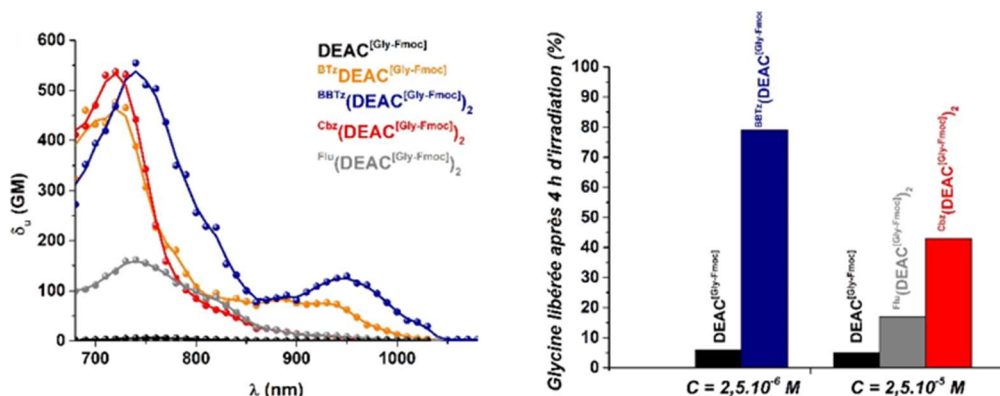 600
500
400
300
200
100
0
δu (GM)
700 800 900 1000
λ (nm)
DEAC[Gly-Fmoc]
BTzDEAC[Gly-Fmoc]
BBTz(DEAC[Gly-Fmoc])2
Cbz(DEAC[Gly-Fmoc])2
Flu(DEAC[Gly-Fmoc])2
Glycine libérée après 4 h d'irradiation (%)
100
90
80
70
60
50
40
30
20
10
0
DEAC[Gly-Fmoc]
BBTz(DEAC[Gly-Fmoc])2
DEAC[Gly-Fmoc]
Flu(DEAC[Gly-Fmoc])2
Cbz(DEAC[Gly-Fmoc])2
C = 2,5.10-6 M
C = 2,5.10-5 M